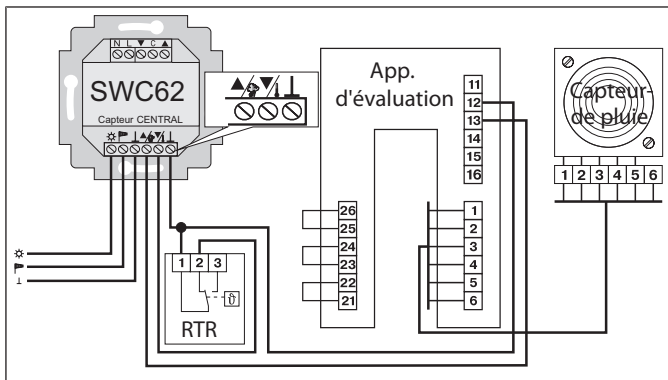 N L ▼ C ▲
SWC62
Capteur CENTRAL
App.
d'évaluation
11
12
13
14
15
16
Capteur
de pluie
1 2 3 4 5 6
26
25
24
23
22
21
1
2
3
4
5
6
1 2 3
RTR